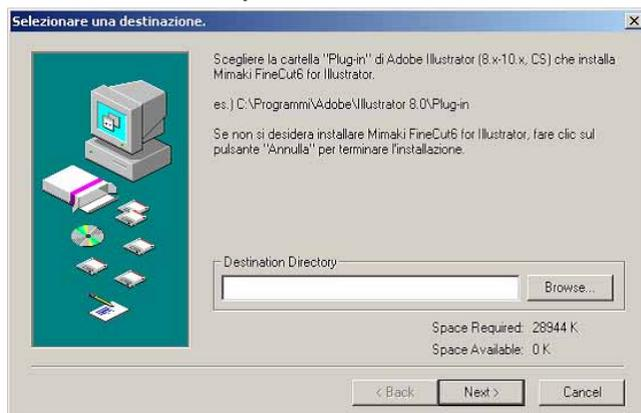 Selezionare una destinazione.
Scegliere la cartella "Plug-in" di Adobe Illustrator (8.x-10.x, CS) che installa
Mimaki FineCut6 for Illustrator.
es.) C:\Programmi\Adobe\Illustrator 8.0\Plug-in
Se non si desidera installare Mimaki FineCut6 for Illustrator, fare clic sul
pulsante "Annulla" per terminare l'installazione.
Destination Directory
Browse...
Space Required: 28944 K
Space Available: 0 K
< Back
Next >
Cancel